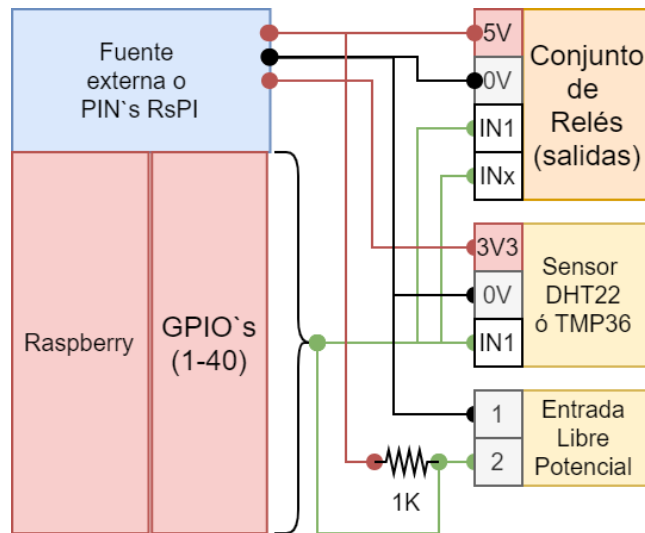 Fuente
externa o
PIN`s RsPI
Raspberry
GPIO`s
(1-40)
5V
0V
IN1
INx
Conjunto
de
Relés
(salidas)
3V3
0V
IN1
Sensor
DHT22
ó TMP36
1
2
Entrada
Libre
Potencial
1K